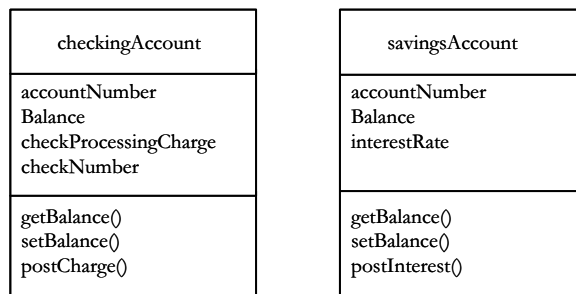 checkingAccount
accountNumber
Balance
checkProcessingCharge
checkNumber
getBalance()
setBalance()
postCharge()
savingsAccount
accountNumber
Balance
interestRate
getBalance()
setBalance()
postInterest()